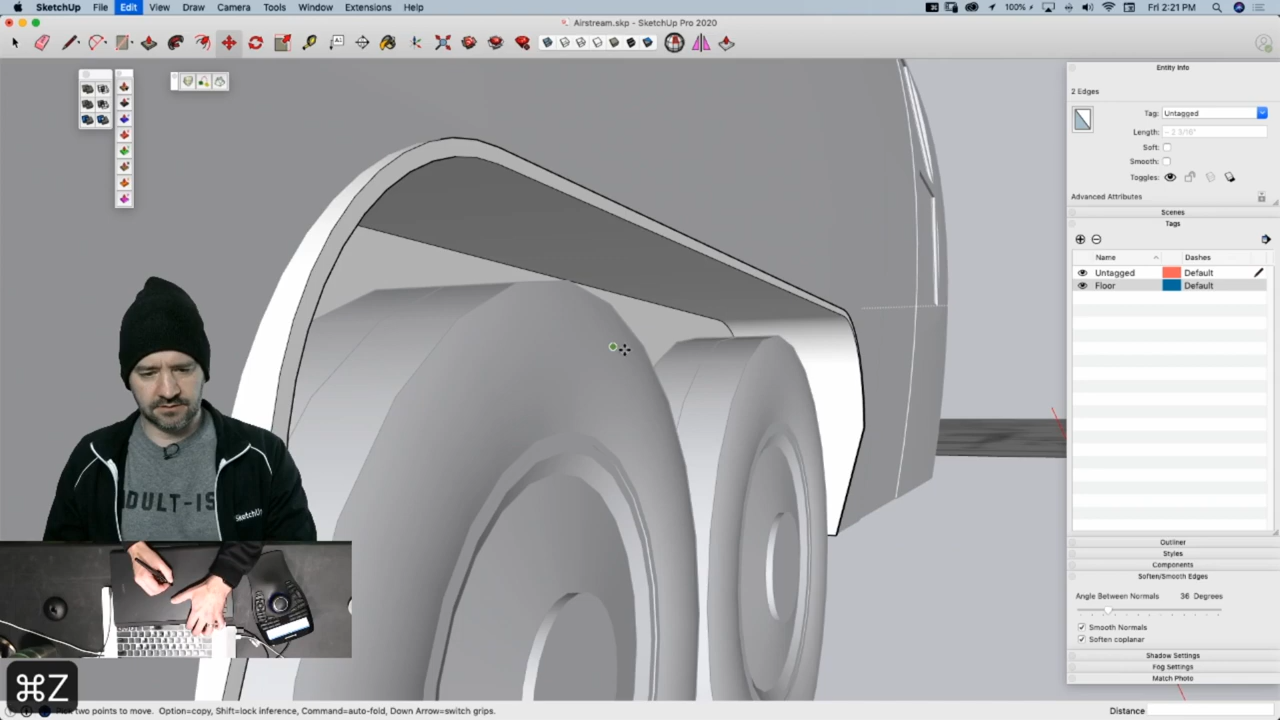 SketchUp File Edit View Draw Camera Tools Window Extensions Help
100% Fri 2:21 PM
Airstream.skp - SketchUp Pro 2020
Entity Info
2 Edges
Tag: Untagged
Length: ~ 2 3/16"
Soft:
Smooth:
Toggles:
Advanced Attributes
Scenes
Tags
Name Dashes
Untagged Default
Floor Default
Outliner
Styles
Components
Soften/Smooth Edges
Angle Between Normals 36 Degrees
Smooth Normals
Soften coplanar
Shadow Settings
Fog Settings
Match Photo
DULT-IS
SketchUp
⌘Z
two points to move. Option=copy, Shift=lock inference, Command=auto-fold, Down Arrow=switch grips.
Distance